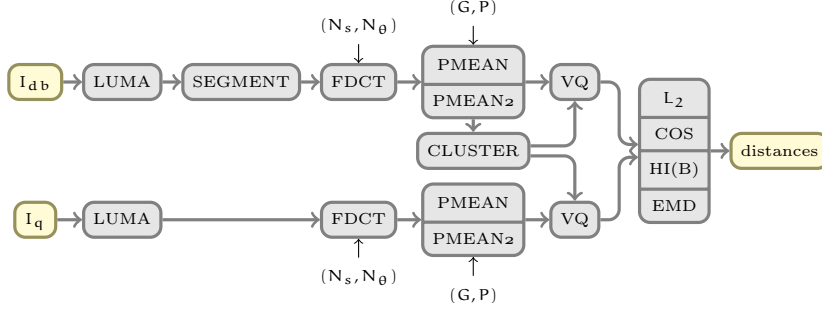 (G,P)
(N_s,N_θ)
I_db LUMA SEGMENT FDCT PMEAN VQ
PMEAN2
L_2
COS
CLUSTER
distances
HI(B)
EMD
I_q LUMA FDCT PMEAN VQ
PMEAN2
(N_s,N_θ)
(G,P)